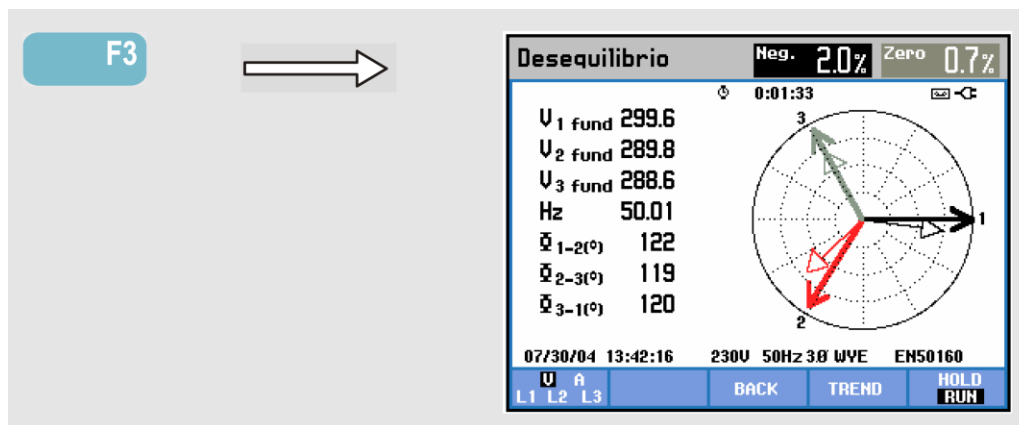 F3
Desequilibrio Neg. 2.0% Zero 0.7%
0:01:33
V1 fund 299.6
V2 fund 289.8
V3 fund 288.6
Hz 50.01
Φ1-2(º) 122
Φ2-3(º) 119
Φ3-1(º) 120
3
1
2
07/30/04 13:42:16 230V 50Hz 3Ø WYE EN50160
V A
L1 L2 L3
BACK
TREND
HOLD
RUN